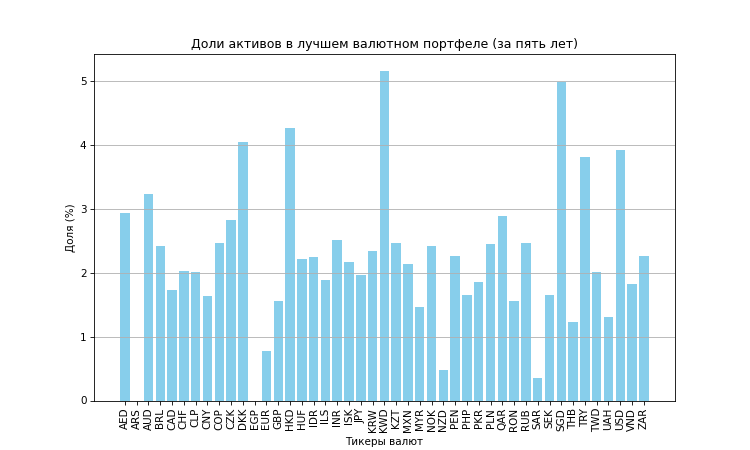 Доли активов в лучшем валютном портфеле (за пять лет)
Доля (%)
5
4
3
2
1
0
AED
ARS
AUD
BRL
CAD
CHF
CLP
CNY
COP
CZK
DKK
EGP
EUR
GBP
HKD
HUF
IDR
ILS
INR
ISK
JPY
KRW
KWD
KZT
MXN
MYR
NOK
NZD
PEN
PHP
PKR
PLN
QAR
RON
RUB
SAR
SEK
SGD
THB
TRY
TWD
UAH
USD
VND
ZAR
Тикеры валют